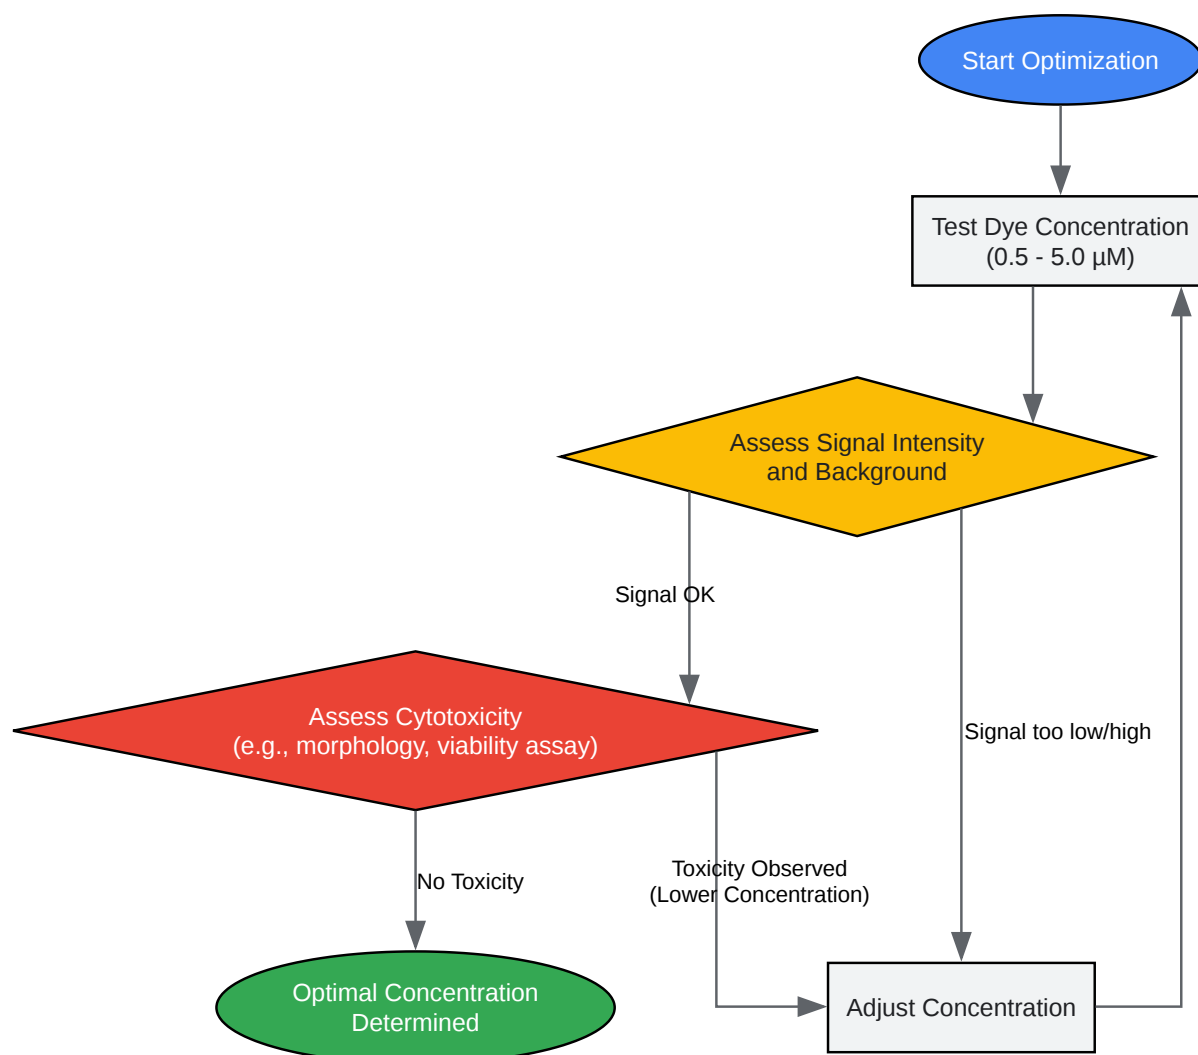 Start Optimization
Test Dye Concentration
(0.5 - 5.0 µM)
Assess Signal Intensity
and Background
Signal OK
Assess Cytotoxicity
(e.g., morphology, viability assay)
Signal too low/high
No Toxicity
Toxicity Observed
(Lower Concentration)
Optimal Concentration
Determined
Adjust Concentration